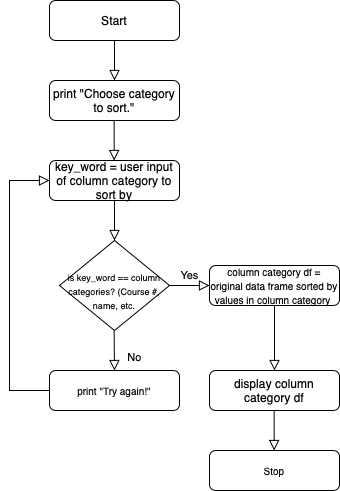 Start
print "Choose category
to sort."
key_word = user input
of column category to
sort by
is key_word == column
categories? (Course #,
name, etc.
Yes
column category df =
original data frame sorted by
values in column category
No
print "Try again!"
display column
category df
Stop